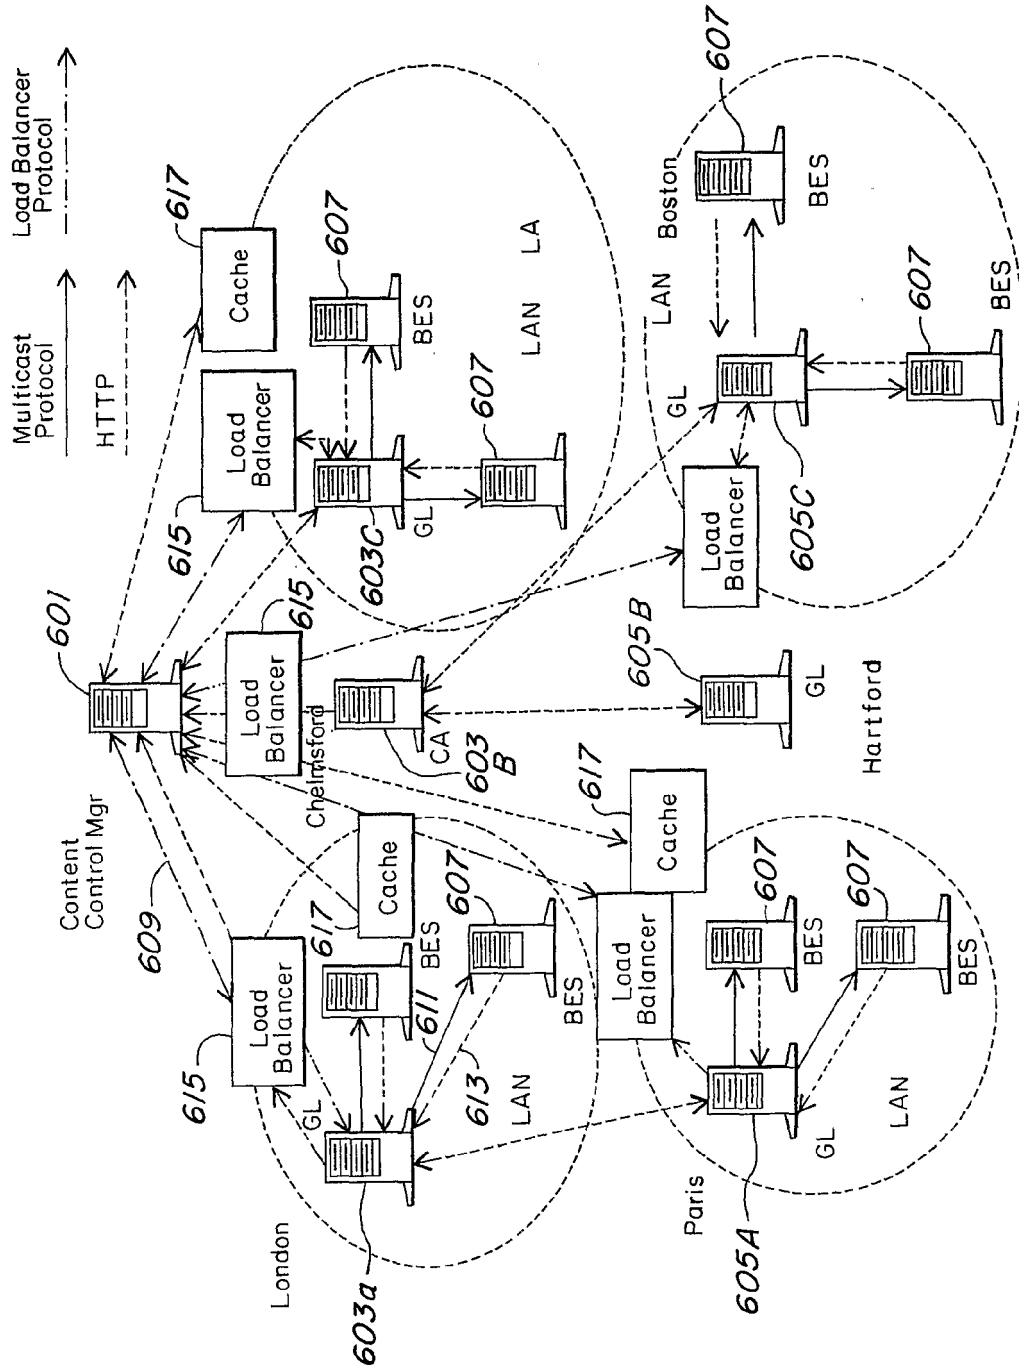 Multicast
Protocol
HTTP
Load Balancer
Protocol
Content
Control Mgr
601
609
615
Load
Balancer
London
GL
603a
617
Cache
BES
607
BES
611
613
LAN
Chelmsford
615
Load
Balancer
CA
603
B
615
Load
Balancer
617
Cache
607
BES
603C
GL
607
LAN
LA
Paris
Load
Balancer
617
Cache
607
BES
607
BES
605A
GL
LAN
605B
GL
Hartford
Load
Balancer
GL
605C
LAN
Boston
607
BES
607
BES